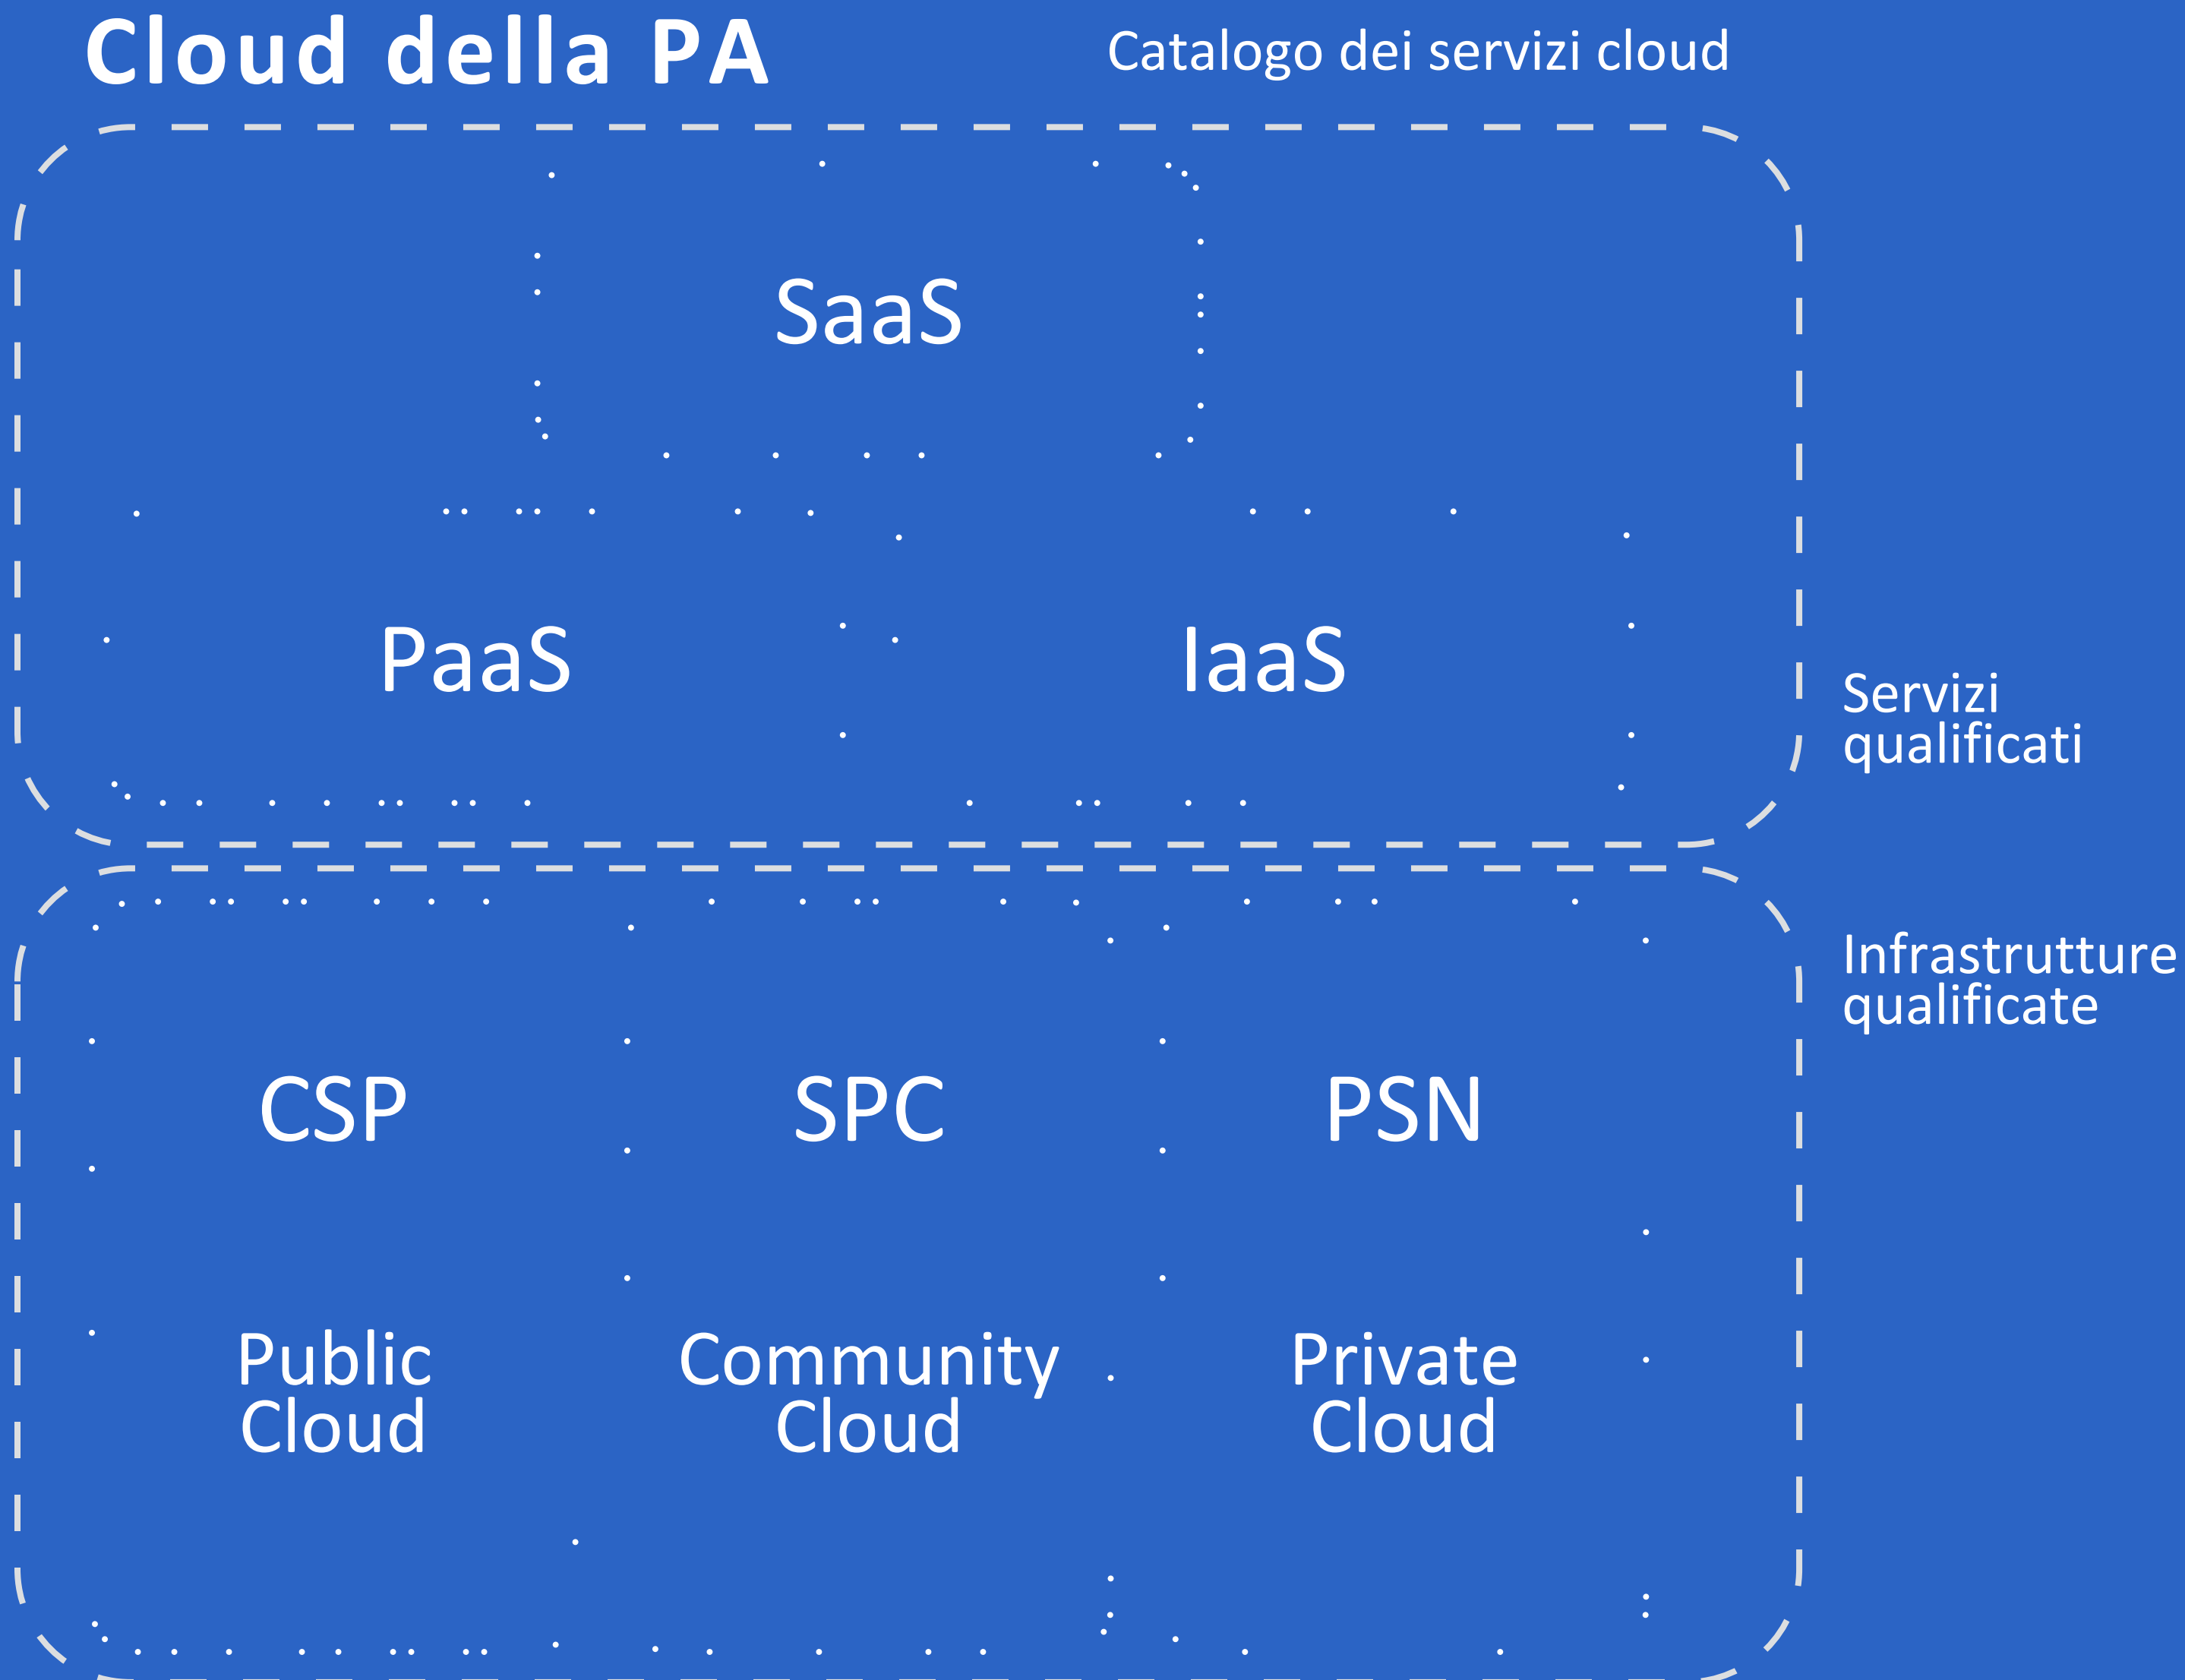 Cloud della PA
Catalogo dei servizi cloud
SaaS
PaaS
IaaS
Servizi
qualificati
Infrastrutture
qualificate
CSP
SPC
PSN
Public
Cloud
Community
Cloud
Private
Cloud